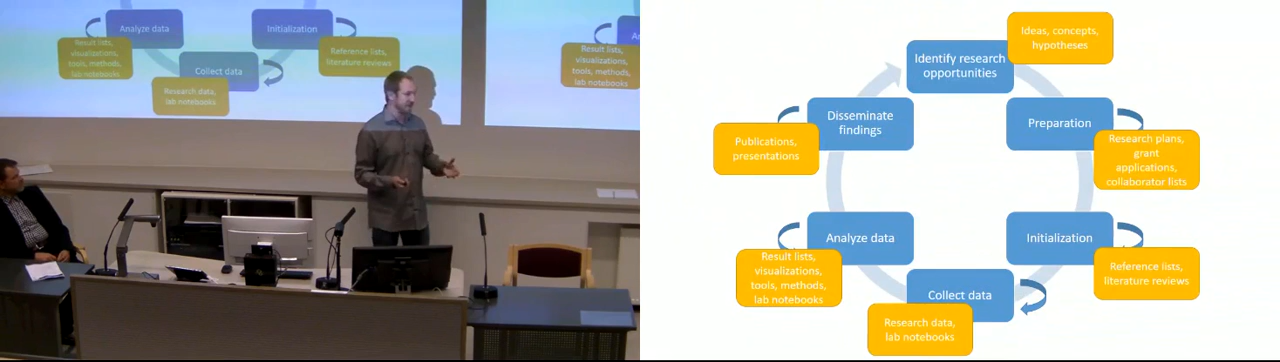 Analyze data
Initialization
Result lists,
visualizations,
tools, methods,
lab notebooks
Reference lists,
literature reviews
Collect data
Research data,
lab notebooks
Result lists,
visualizations,
tools, methods,
lab notebooks
Ideas, concepts,
hypotheses
Identify research
opportunities
Disseminate
findings
Preparation
Publications,
presentations
Research plans,
grant
applications,
collaborator lists
Analyze data
Initialization
Result lists,
visualizations,
tools, methods,
lab notebooks
Reference lists,
literature reviews
Collect data
Research data,
lab notebooks